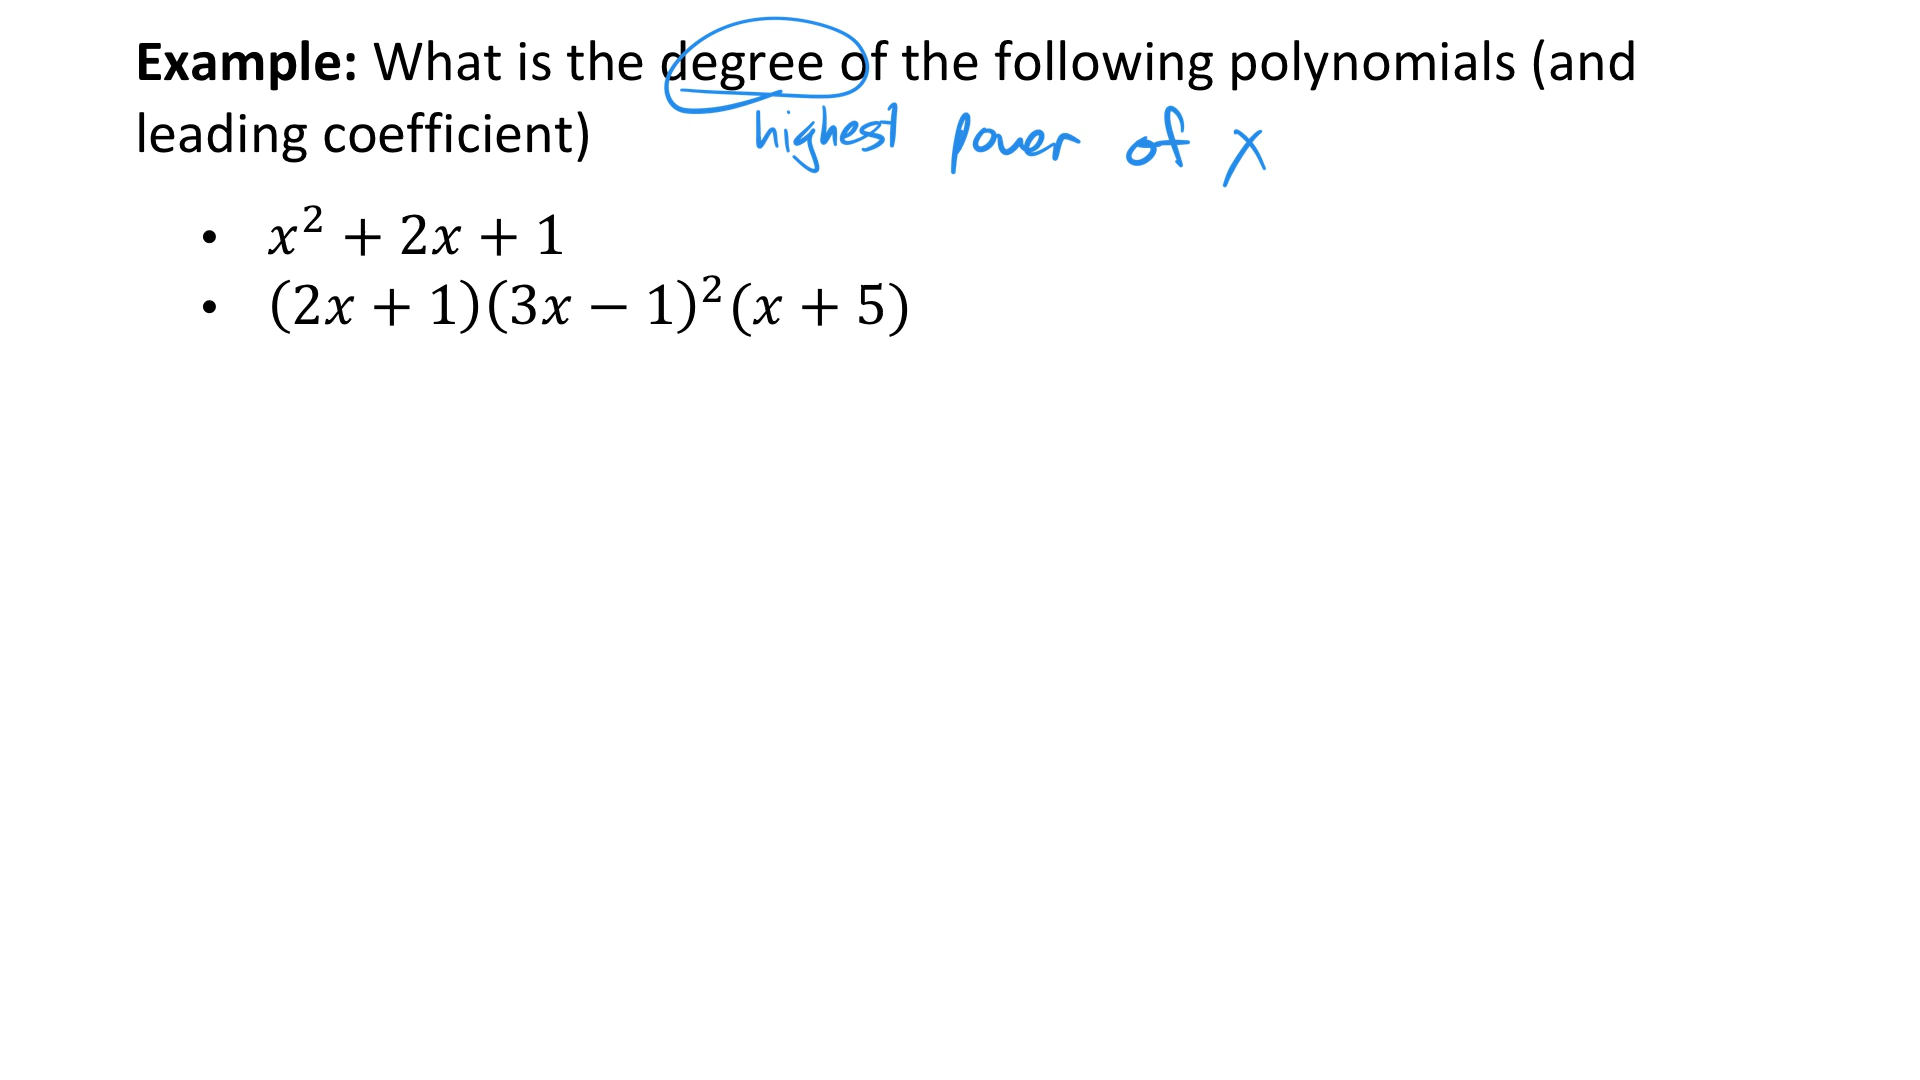 Example: What is the degree of the following polynomials (and
leading coefficient)
highest power of x
• x² + 2x + 1
• (2x + 1)(3x − 1)²(x + 5)